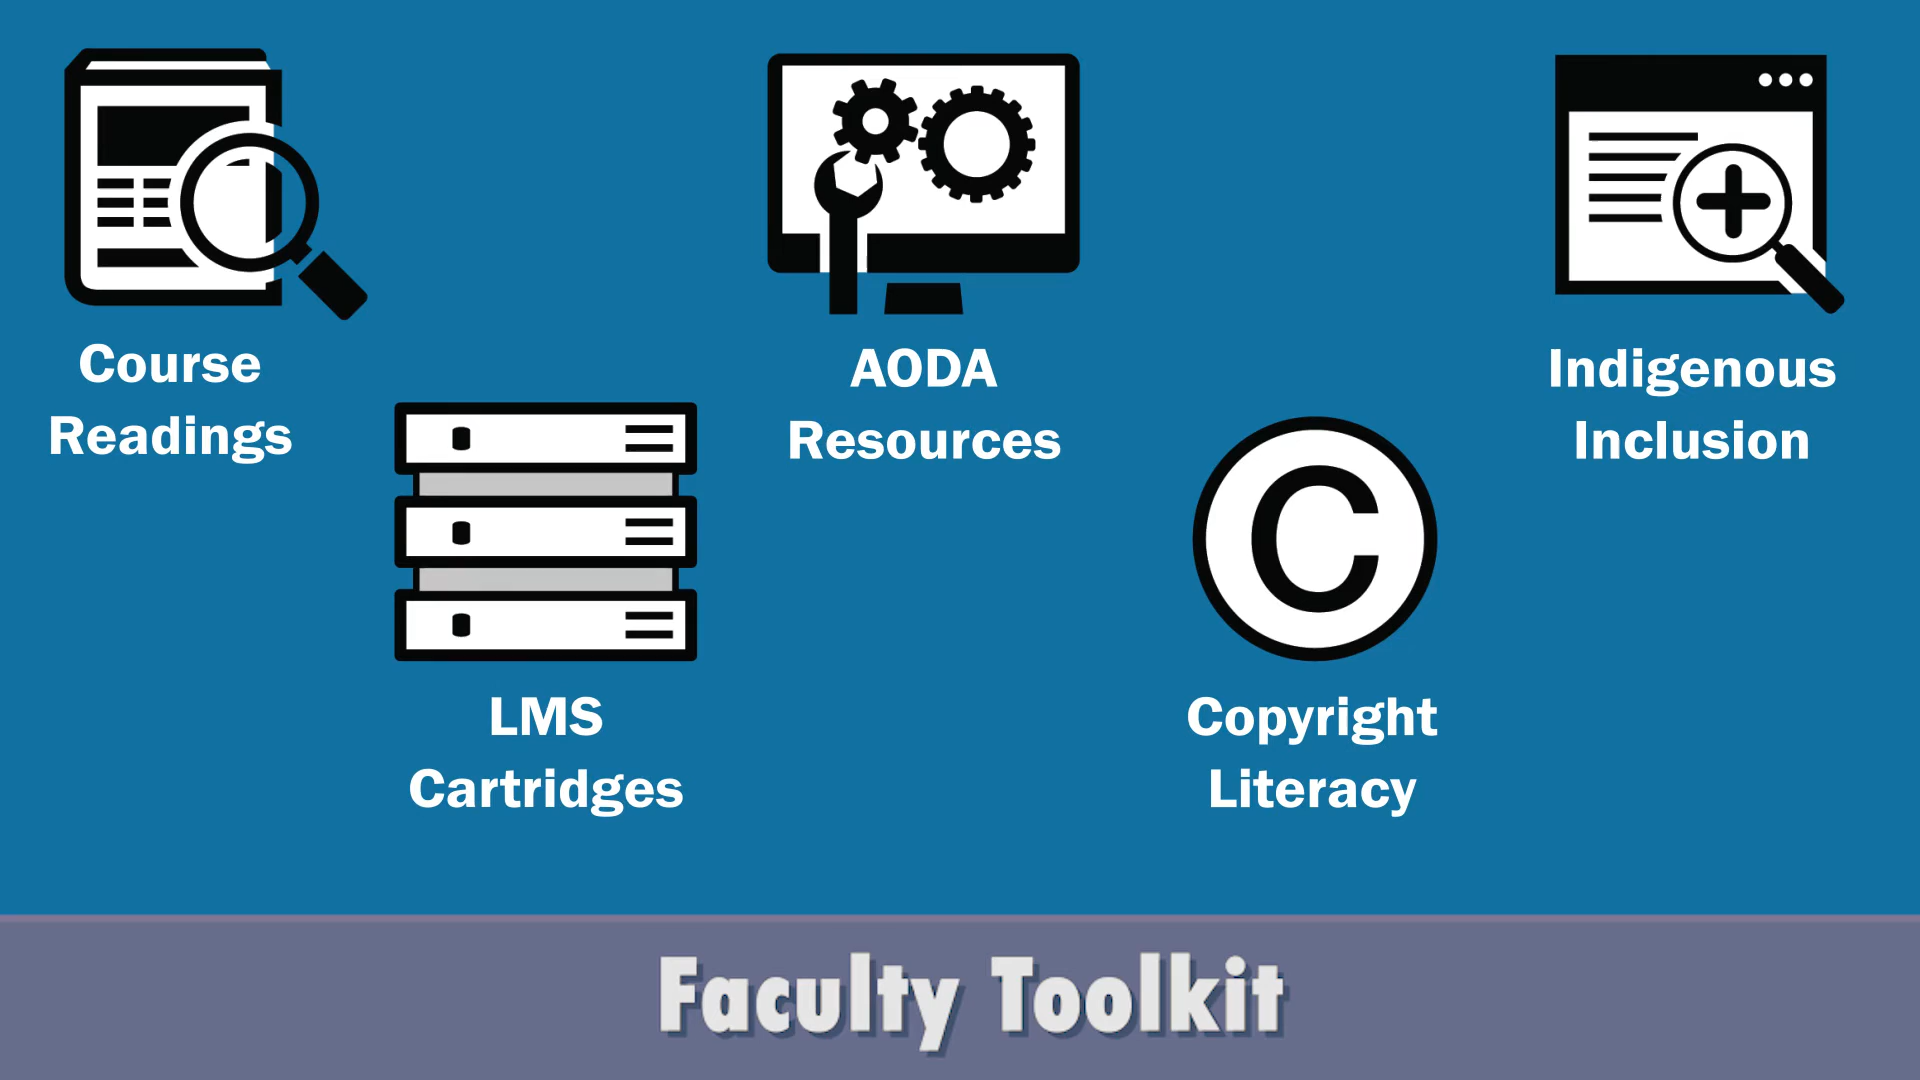 Course
Readings
AODA
Resources
Indigenous
Inclusion
LMS
Cartridges
C
Copyright
Literacy
Faculty Toolkit